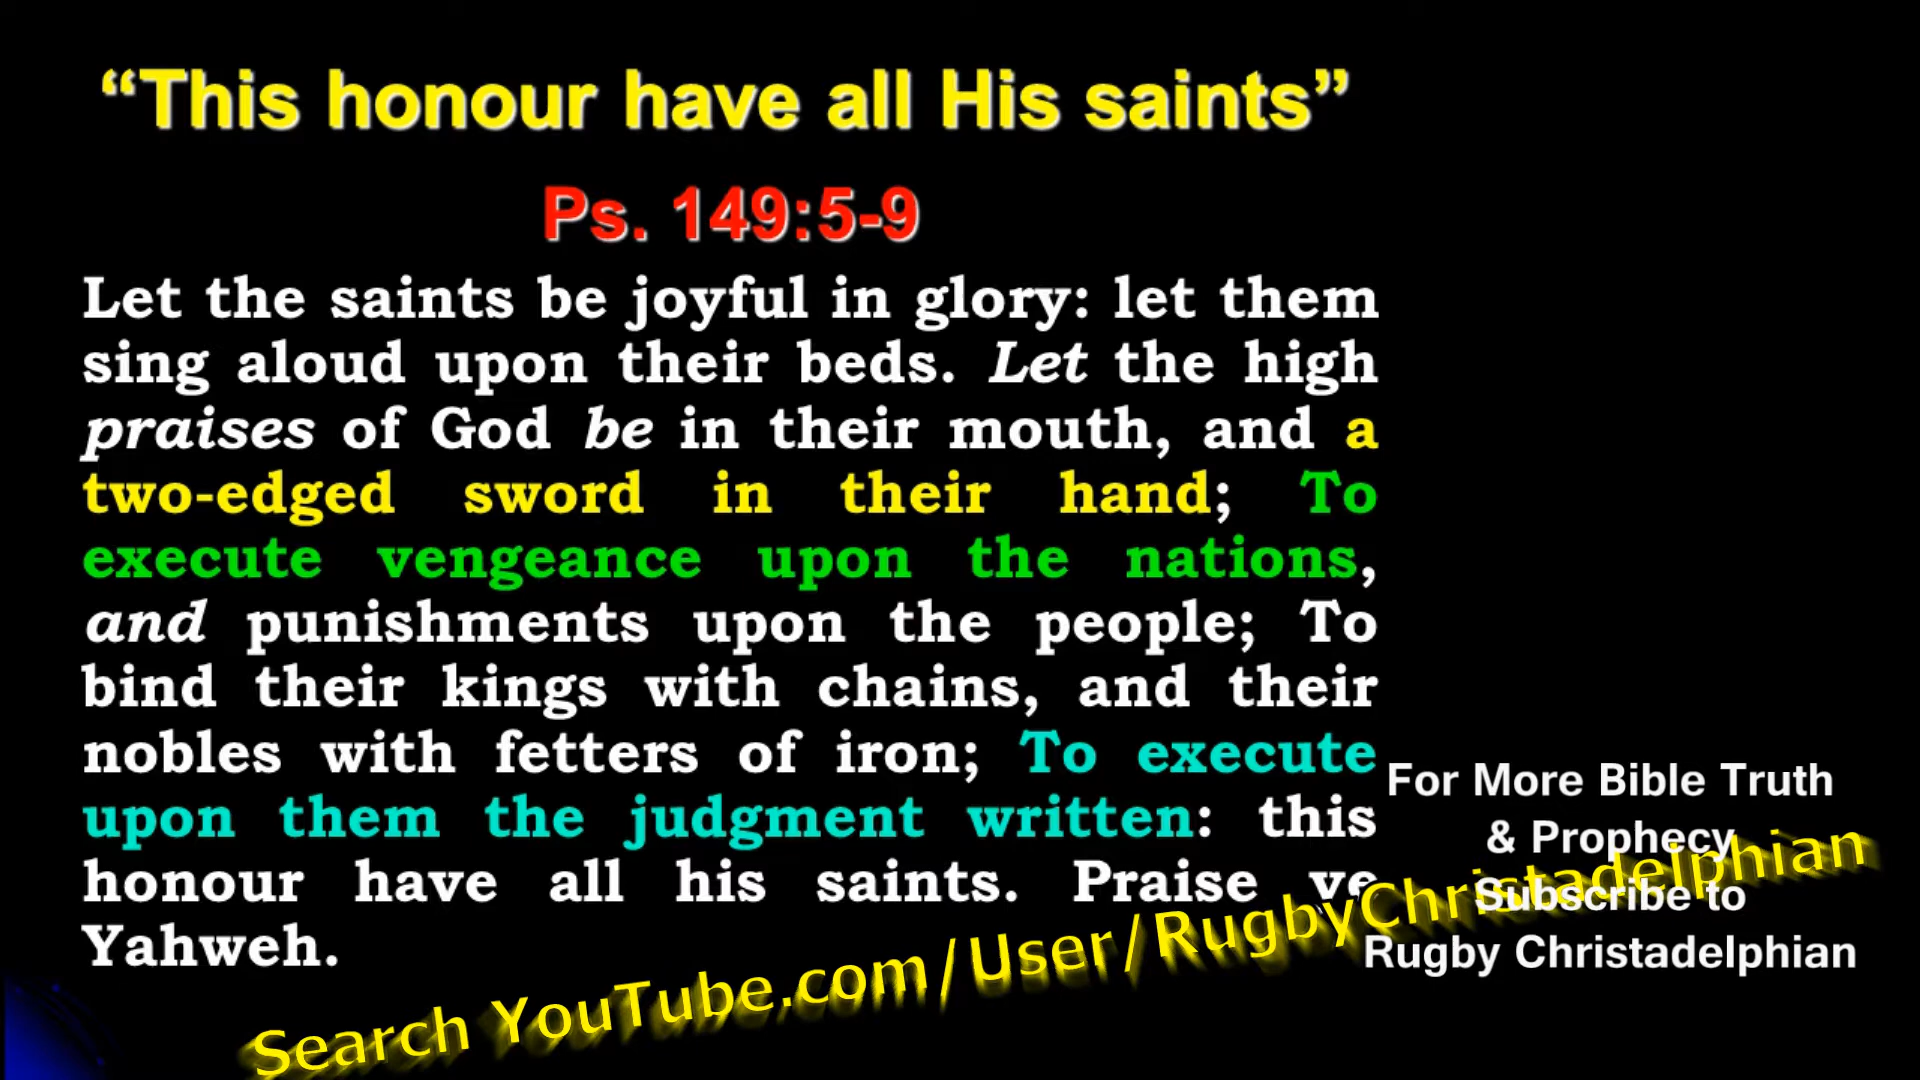 “This honour have all His saints”
Ps. 149:5-9
Let the saints be joyful in glory: let them
sing aloud upon their beds. Let the high
praises of God be in their mouth, and a
two-edged sword in their hand; To
execute vengeance upon the nations,
and punishments upon the people; To
bind their kings with chains, and their
nobles with fetters of iron; To execute
upon them the judgment written: this
honour have all his saints. Praise ye
Yahweh.
For More Bible Truth
& Prophecy
Subscribe to
Rugby Christadelphian
Search YouTube.com/User/RugbyChristadelphian